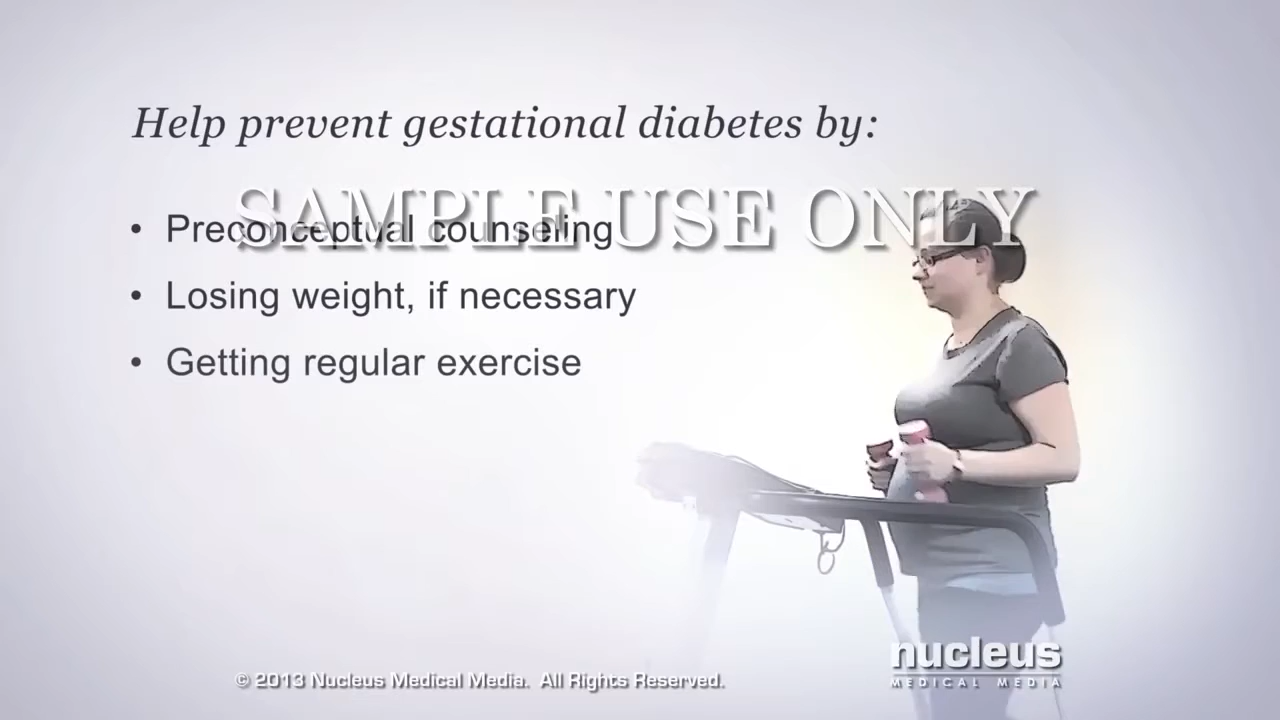 Help prevent gestational diabetes by:
SAMPLE USE ONLY
• Preconceptual counseling
• Losing weight, if necessary
• Getting regular exercise
nucleus
MEDICAL MEDIA
© 2013 Nucleus Medical Media. All Rights Reserved.